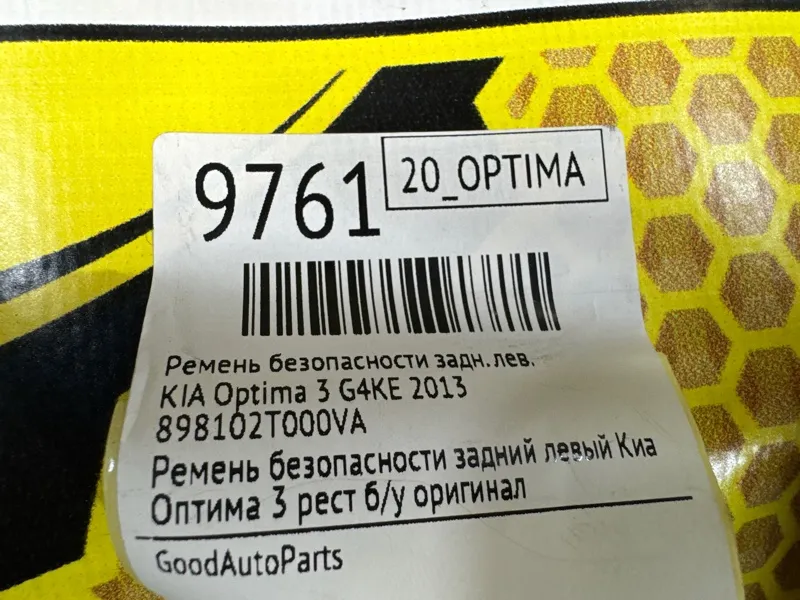 9761
20_OPTIMA
Ремень безопасности задн.лев.
KIA Optima 3 G4KE 2013
898102T000VA
Ремень безопасности задний левый Киа
Оптима 3 рест б/у оригинал
GoodAutoParts